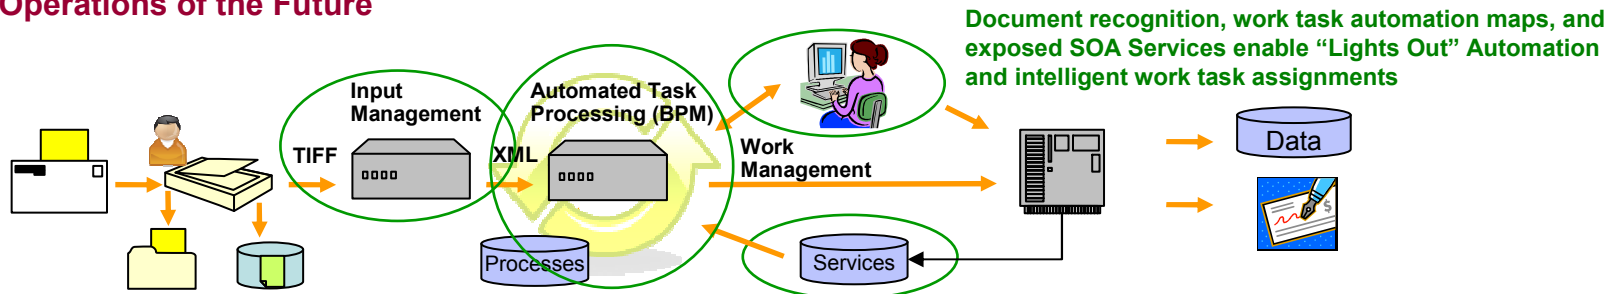 Operations of the Future
Document recognition, work task automation maps, and
exposed SOA Services enable “Lights Out” Automation
and intelligent work task assignments
Input
Management
Automated Task
Processing (BPM)
TIFF
XML
Work
Management
Data
$
Processes
Services